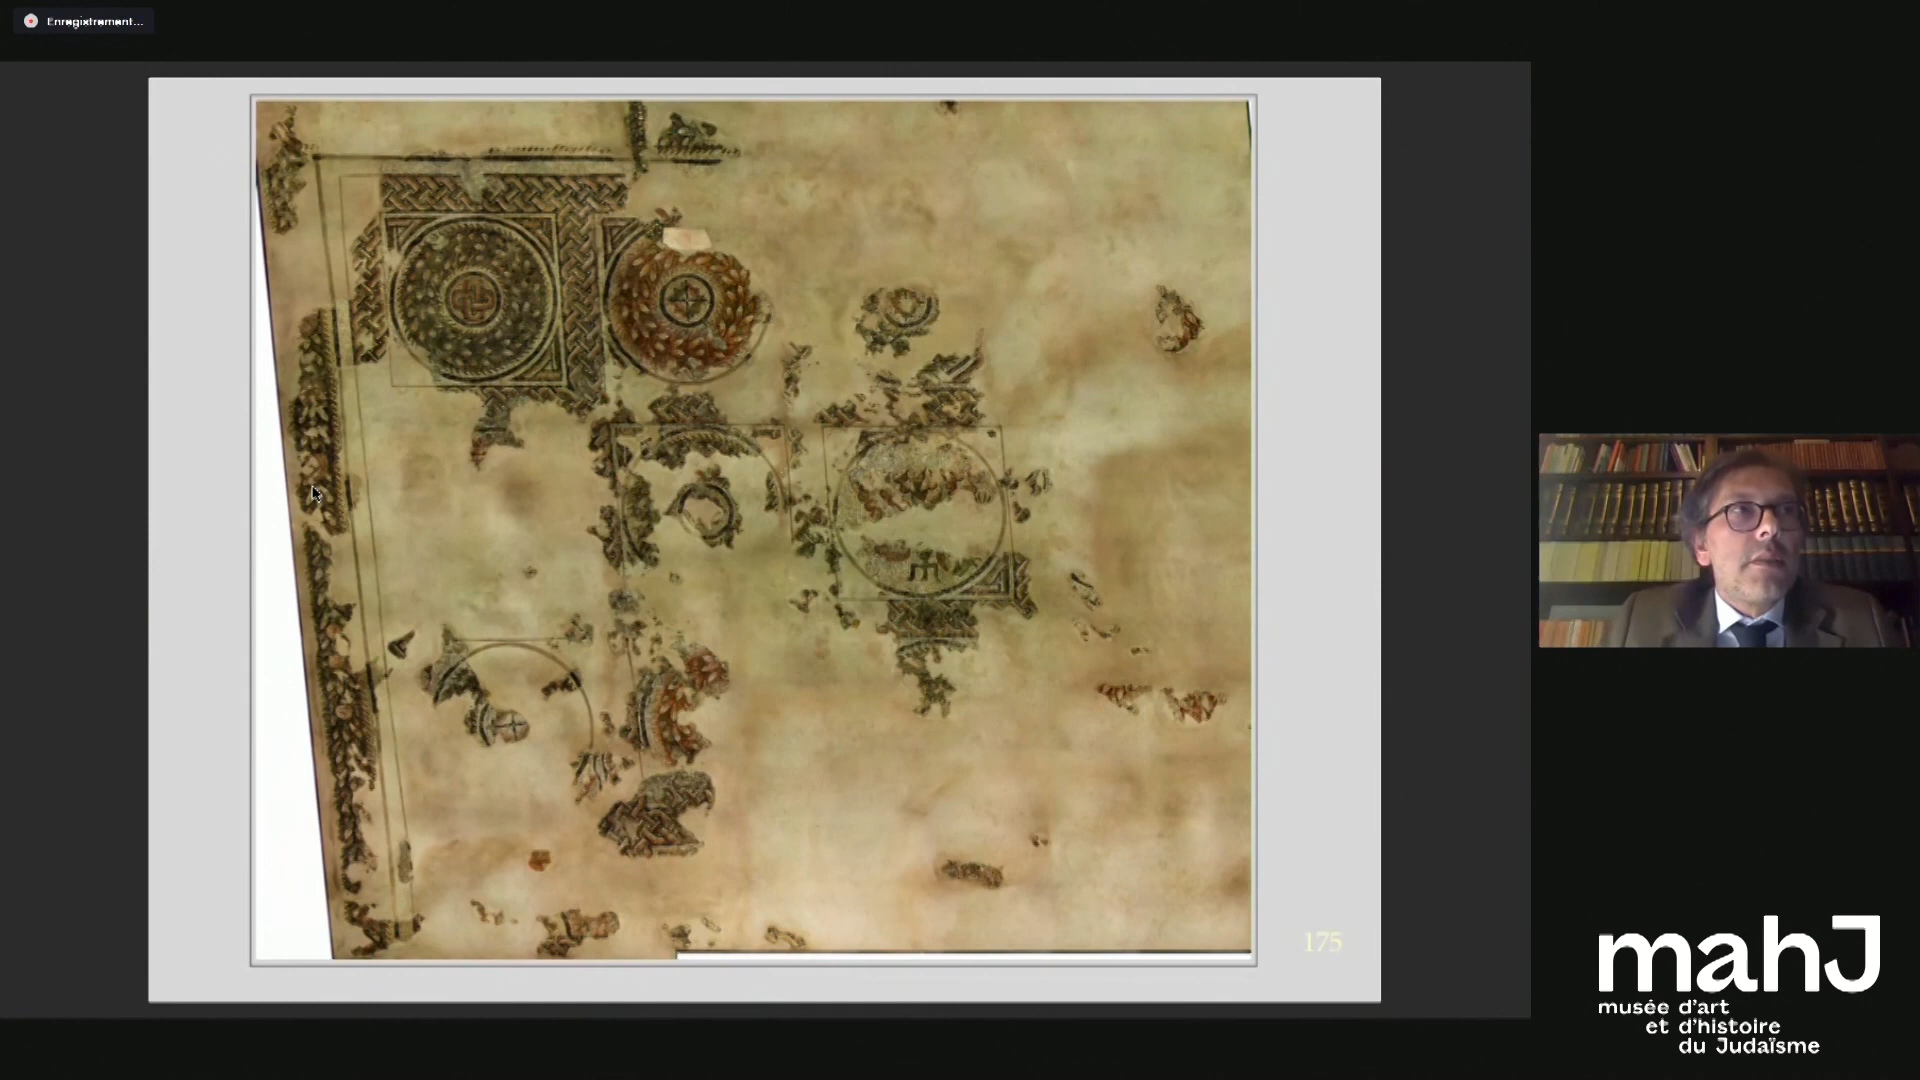 Enregistrement...
175
mahJ
musée d'art
et d'histoire
du Judaïsme